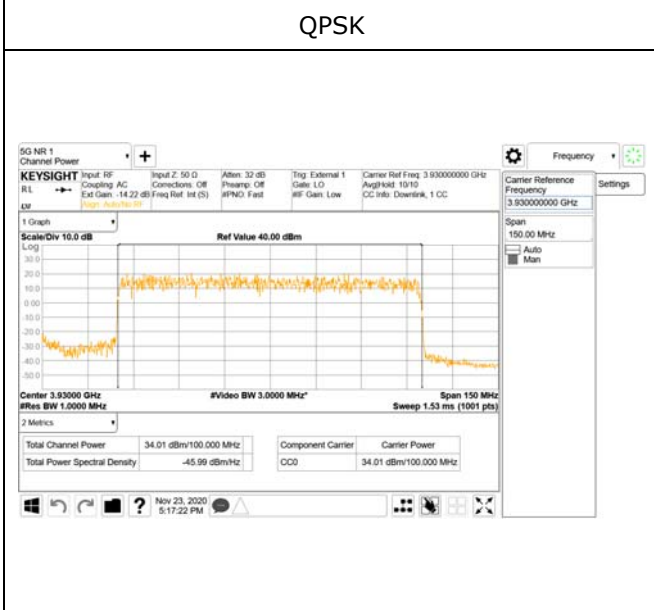 QPSK
5G NR 1
Channel Power
Frequency
KEYSIGHT Input: RF Input Z: 50 Ω Atten: 32 dB Trig: External 1 Carrier Ref Freq: 3.930000000 GHz
RL Coupling: AC Corrections: Off Preamp: Off Gate: LO Avg|Hold: 10/10
Ext Gain: -14.22 dB Freq Ref: Int (S) #PNO: Fast #IF Gain: Low CC Info: Downlink, 1 CC
Align: Auto/No RF
Carrier Reference
Frequency
3.930000000 GHz
Settings
Span
150.00 MHz
Auto
Man
1 Graph
Scale/Div 10.0 dB Ref Value 40.00 dBm
Log
30.0
20.0
10.0
0.00
-10.0
-20.0
-30.0
-40.0
-50.0
Center 3.93000 GHz #Video BW 3.0000 MHz* Span 150 MHz
#Res BW 1.0000 MHz Sweep 1.53 ms (1001 pts)
2 Metrics
Total Channel Power 34.01 dBm/100.000 MHz Component Carrier Carrier Power
Total Power Spectral Density -45.99 dBm/Hz CC0 34.01 dBm/100.000 MHz
Nov 23, 2020
5:17:22 PM